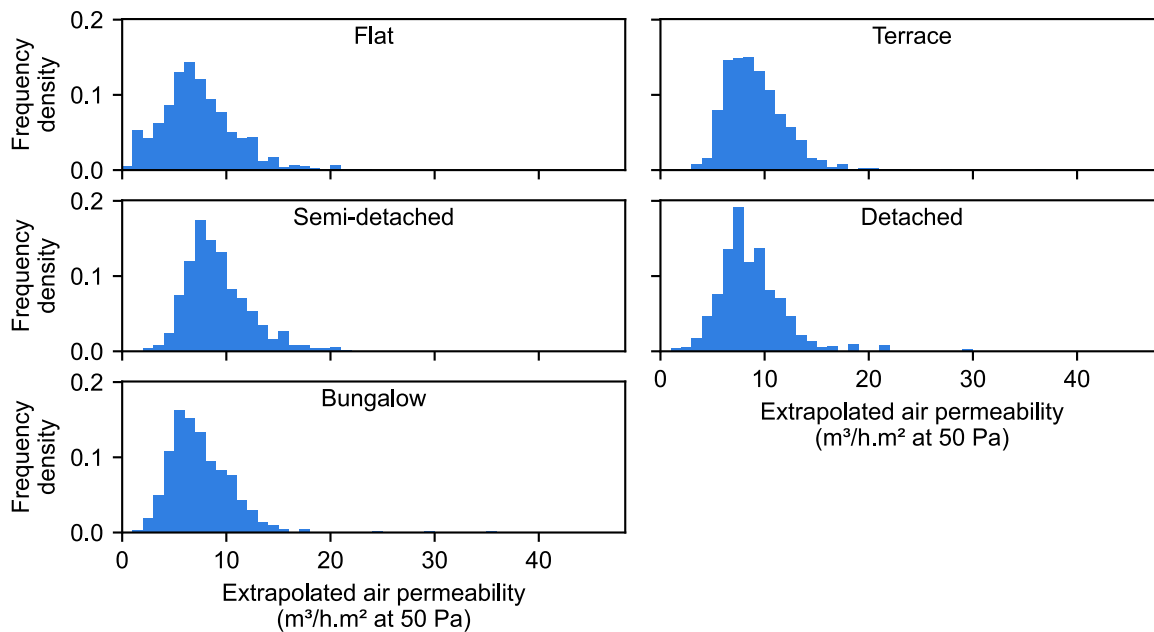 Frequency
density
0.2
0.1
0.0
Flat
Terrace
Frequency
density
0.2
0.1
0.0
Semi-detached
Detached
0
10
20
30
40
Extrapolated air permeability
(m³/h.m² at 50 Pa)
Frequency
density
0.2
0.1
0.0
Bungalow
0
10
20
30
40
Extrapolated air permeability
(m³/h.m² at 50 Pa)